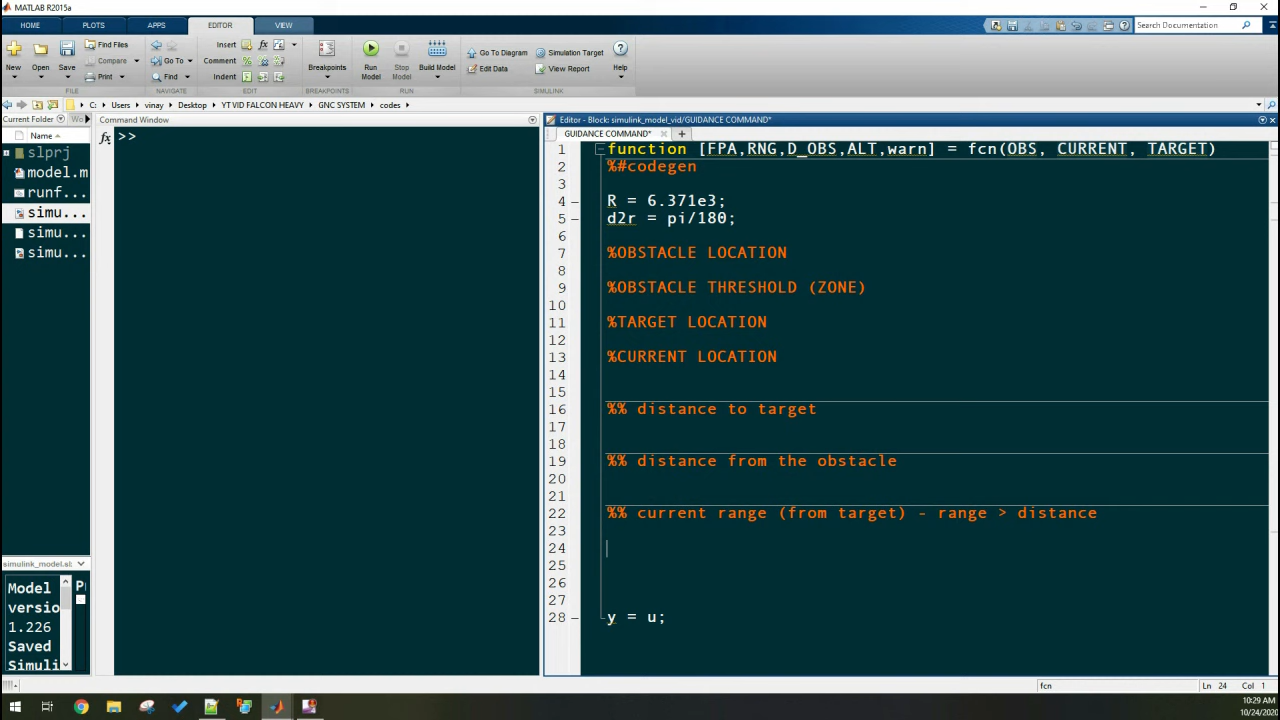 MATLAB R2015a
HOME PLOTS APPS EDITOR VIEW
Search Documentation
New Open Save Find Files Compare Print
Insert fx Comment Indent
Go To Find
Breakpoints Run Model Stop Model Build Model
Go To Diagram Edit Data Simulation Target View Report Help
FILE NAVIGATE EDIT BREAKPOINTS RUN SIMULINK
C: Users vinay Desktop YT VID FALCON HEAVY GNC SYSTEM codes
Current Folder Wo
Name
slprj
model.m
runf...
simu...
simu...
simu...
simulink_model.sl
Model
versio
1.226
Saved
Simuli
Command Window
fx >>
Editor - Block: simulink_model_vid/GUIDANCE COMMAND*
GUIDANCE COMMAND*
1 function [FPA,RNG,D_OBS,ALT,warn] = fcn(OBS, CURRENT, TARGET)
2 %#codegen
3
4 R = 6.371e3;
5 d2r = pi/180;
6
7 %OBSTACLE LOCATION
8
9 %OBSTACLE THRESHOLD (ZONE)
10
11 %TARGET LOCATION
12
13 %CURRENT LOCATION
14
15
16 %% distance to target
17
18
19 %% distance from the obstacle
20
21
22 %% current range (from target) - range > distance
23
24
25
26
27
28 y = u;
fcn Ln 24 Col 1
10:29 AM
10/24/2020